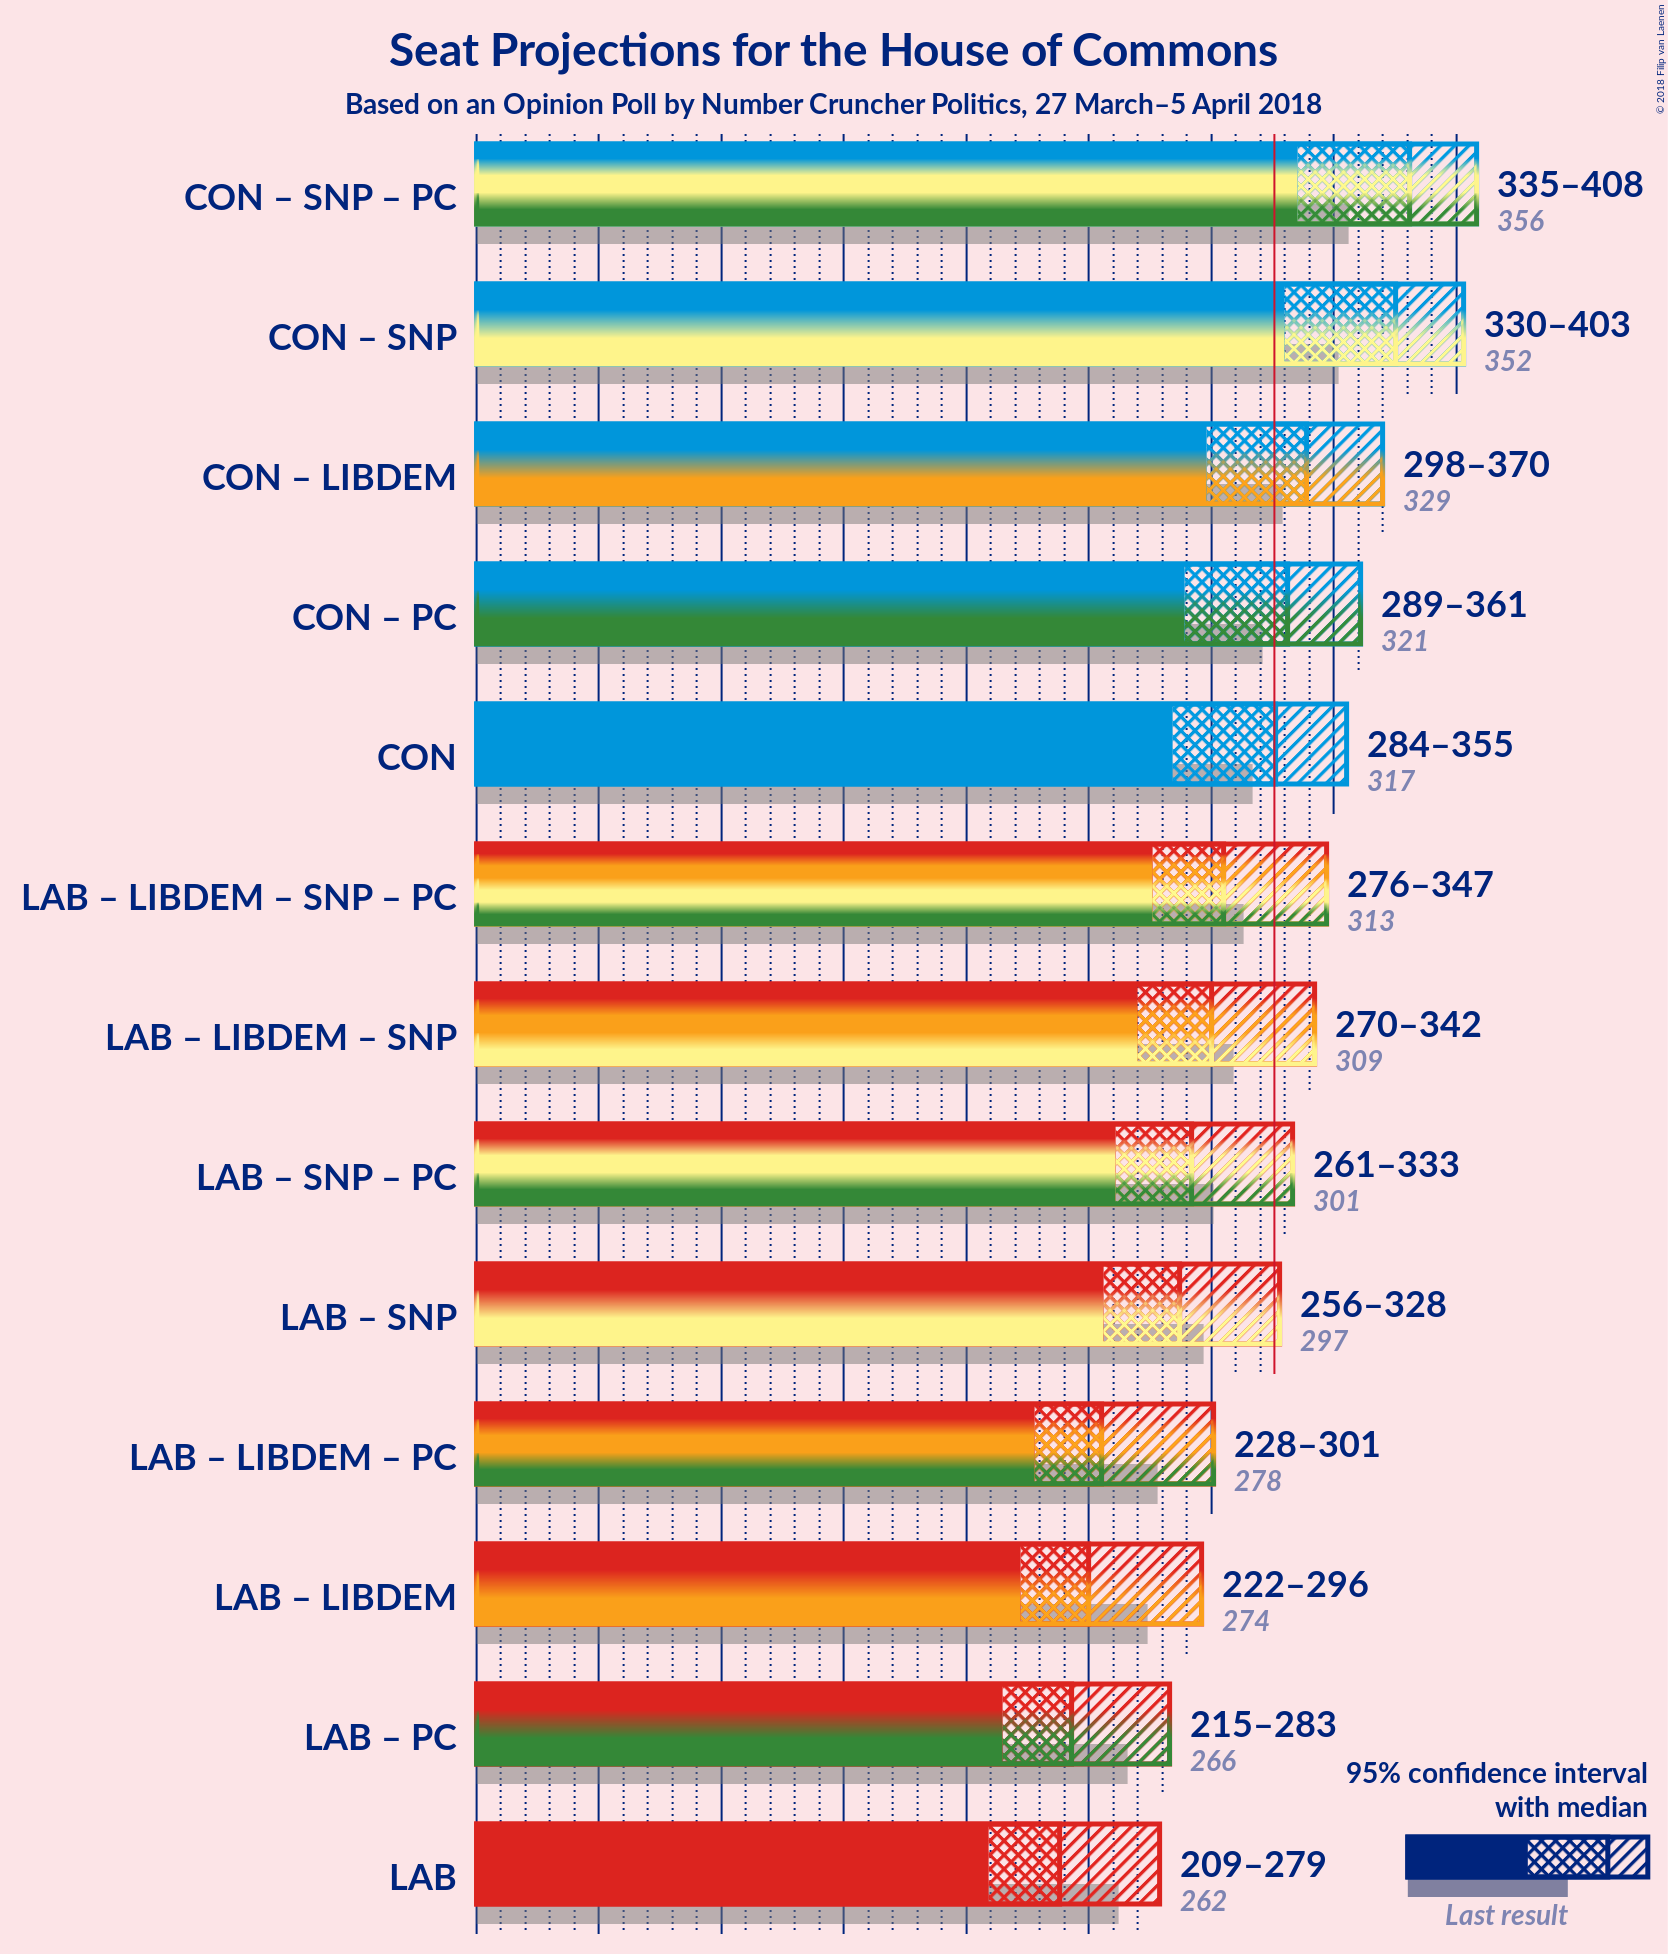 Seat Projections for the House of Commons
Based on an Opinion Poll by Number Cruncher Politics, 27 March–5 April 2018
© 2018 Filip van Laenen
CON – SNP – PC
335–408
356
CON – SNP
330–403
352
CON – LIBDEM
298–370
329
CON – PC
289–361
321
CON
284–355
317
LAB – LIBDEM – SNP – PC
276–347
313
LAB – LIBDEM – SNP
270–342
309
LAB – SNP – PC
261–333
301
LAB – SNP
256–328
297
LAB – LIBDEM – PC
228–301
278
LAB – LIBDEM
222–296
274
LAB – PC
215–283
266
LAB
209–279
262
95% confidence interval
with median
Last result